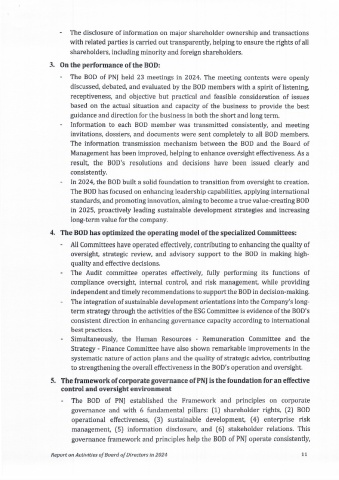 - The disclosure of information on major shareholder ownership and transactions
with related parties is carried out transparently, helping to ensure the rights of all
shareholders, including minority and foreign shareholders.
3. On the performance of the BOD:
- The BOD of PNJ held 23 meetings in 2024. The meeting contents were openly
discussed, debated, and evaluated by the BOD members with a spirit of listening,
receptiveness, and objective but practical and feasible consideration of issues
based on the actual situation and capacity of the business to provide the best
guidance and direction for the business in both the short and long term.
- Information to each BOD member was transmitted consistently, and meeting
invitations, dossiers, and documents were sent completely to all BOD members.
The information transmission mechanism between the BOD and the Board of
Management has been improved, helping to enhance oversight effectiveness. As a
result, the BOD's resolutions and decisions have been issued clearly and
consistently.
- In 2024, the BOD built a solid foundation to transition from oversight to creation.
The BOD has focused on enhancing leadership capabilities, applying international
standards, and promoting innovation, aiming to become a true value-creating BOD
in 2025, proactively leading sustainable development strategies and increasing
long-term value for the company.
4. The BOD has optimized the operating model of the specialized Committees:
- All Committees have operated effectively, contributing to enhancing the quality of
oversight, strategic review, and advisory support to the BOD in making high-
quality and effective decisions.
- The Audit committee operates effectively, fully performing its functions of
compliance oversight, internal control, and risk management, while providing
independent and timely recommendations to support the BOD in decision-making.
- The integration of sustainable development orientations into the Company's long-
term strategy through the activities of the ESG Committee is evidence of the BOD's
consistent direction in enhancing governance capacity according to international
best practices.
- Simultaneously, the Human Resources - Remuneration Committee and the
Strategy - Finance Committee have also shown remarkable improvements in the
systematic nature of action plans and the quality of strategic advice, contributing
to strengthening the overall effectiveness in the BOD's operation and oversight.
5. The framework of corporate governance of PNJ is the foundation for an effective
control and oversight environment
- The BOD of PNJ established the Framework and principles on corporate
governance and with 6 fundamental pillars: (1) shareholder rights, (2) BOD
operational effectiveness, (3) sustainable development, (4) enterprise risk
management, (5) information disclosure, and (6) stakeholder relations. This
governance framework and principles help the BOD of PNJ operate consistently,
Report on Activities of Board of Directors in 2024 11